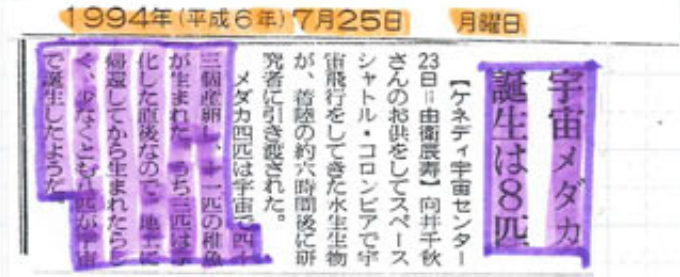 1994年(平成6年)7月25日 月曜日
宇宙メダカ
誕生は8匹
【ケネディ宇宙センター
23日=由衛辰寿】向井千秋
さんのお供をしてスペース
シャトル・コロンビアで宇
宙飛行をしてきた水生生物
が、着陸の約六時間後に研
究者に引き渡された。
メダカ四匹は宇宙で四十
三個産卵し、十一匹の稚魚
が生まれた。うち三匹は
化した直後なので、地上に
帰還してから生まれたらし
く、少なくとも八匹が宇宙
で誕生したようだ。